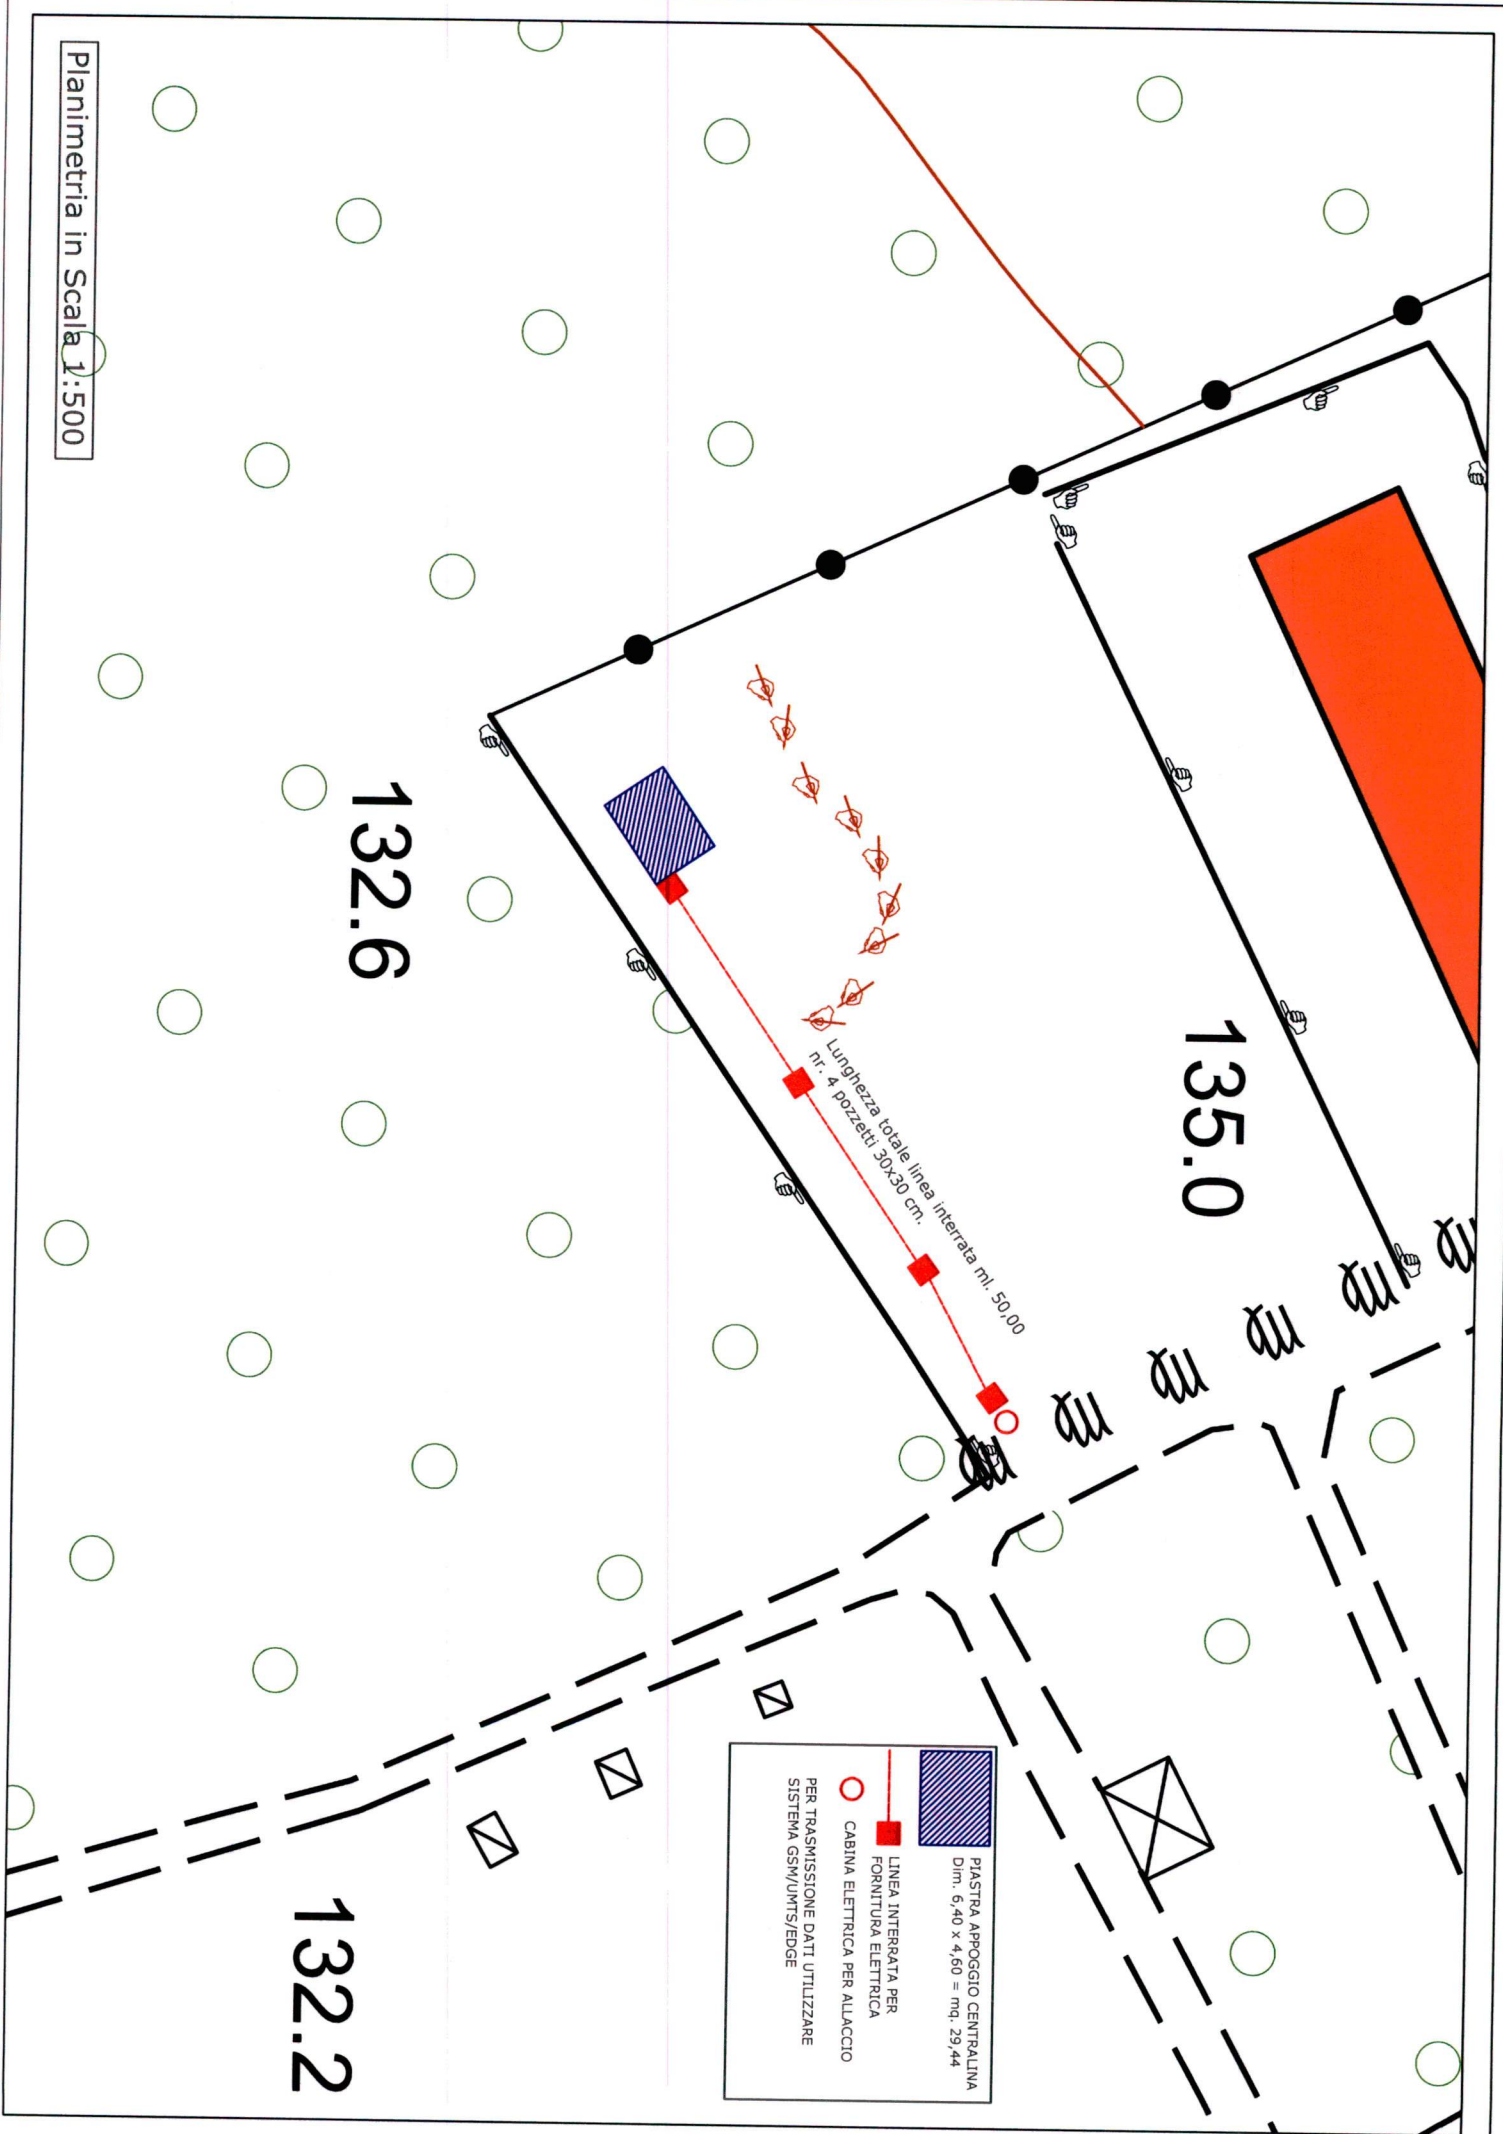 Planimetria in Scala 1:500
135.0
132.6
Lunghezza totale linea interrata ml. 50,00
nr. 4 pozzetti 30x30 cm.
PIASTRA APPOGGIO CENTRALINA
Dim. 6,40 x 4,60 = mq. 29,44
LINEA INTERRATA PER
FORNITURA ELETTRICA
CABINA ELETTRICA PER ALLACCIO
PER TRASMISSIONE DATI UTILIZZARE
SISTEMA GSM/UMTS/EDGE
132.2